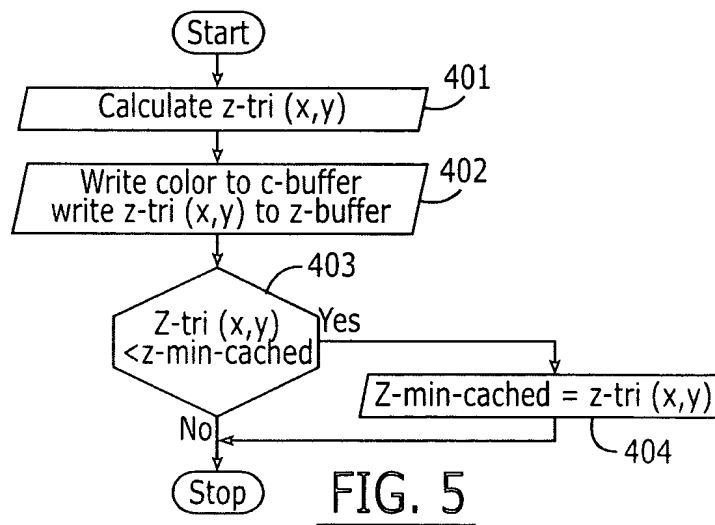 Start
Calculate z-tri (x,y)
401
Write color to c-buffer
write z-tri (x,y) to z-buffer
402
403
Z-tri (x,y)
<z-min-cached
Yes
Z-min-cached = z-tri (x,y)
404
No
Stop
FIG. 5